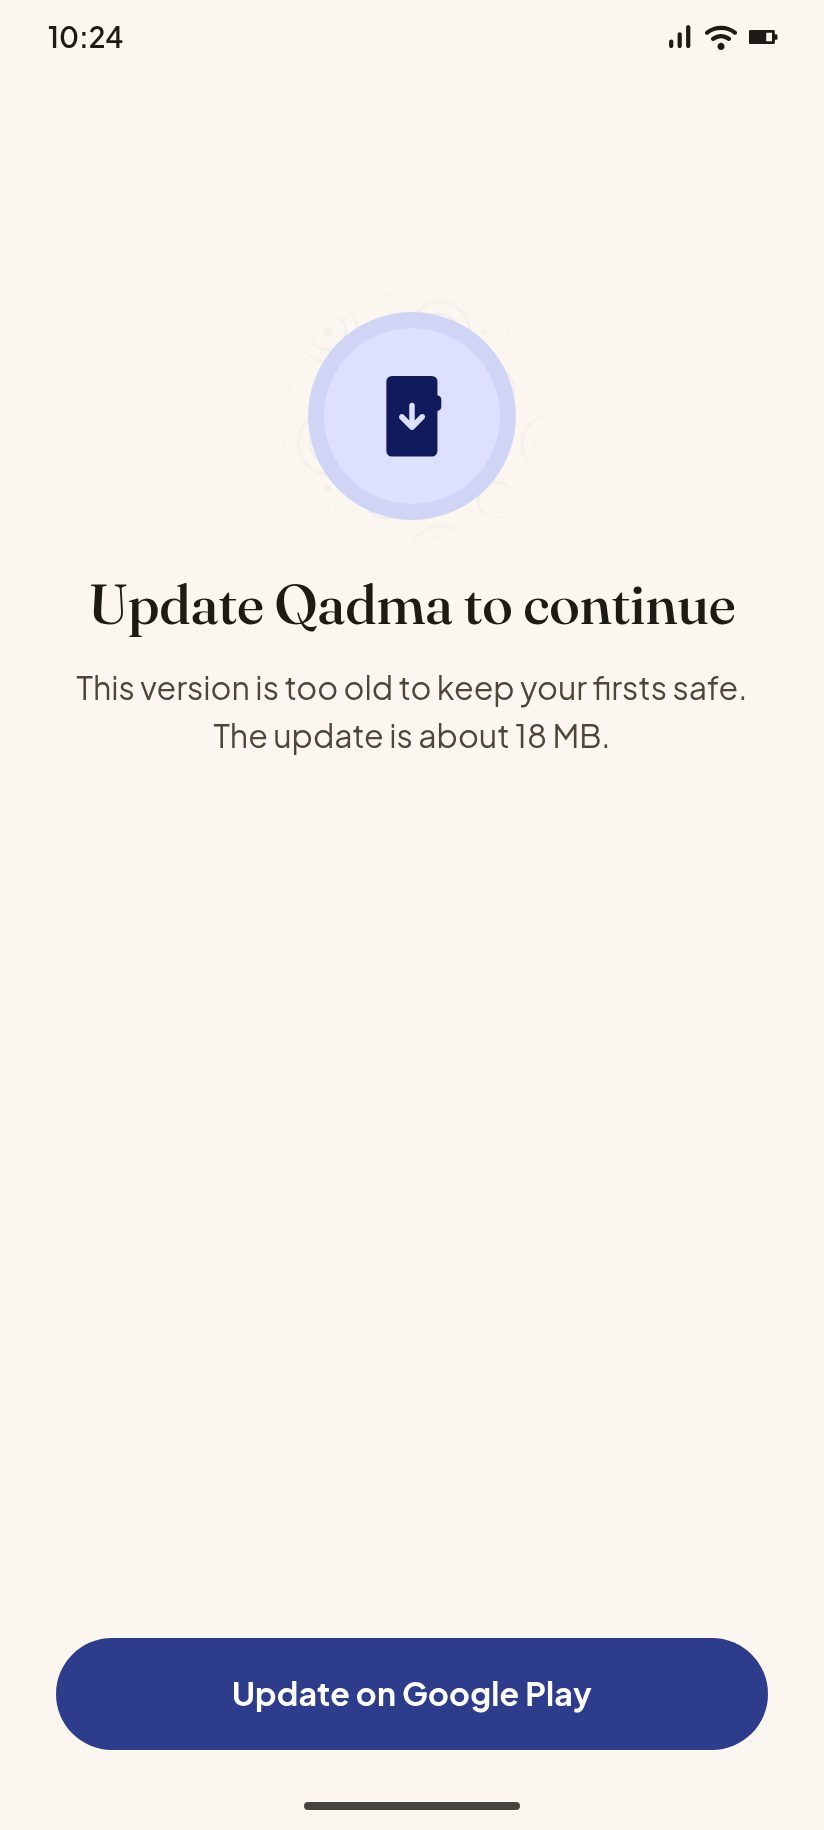 10:24
Update Qadma to continue
This version is too old to keep your firsts safe.
The update is about 18 MB.
Update on Google Play